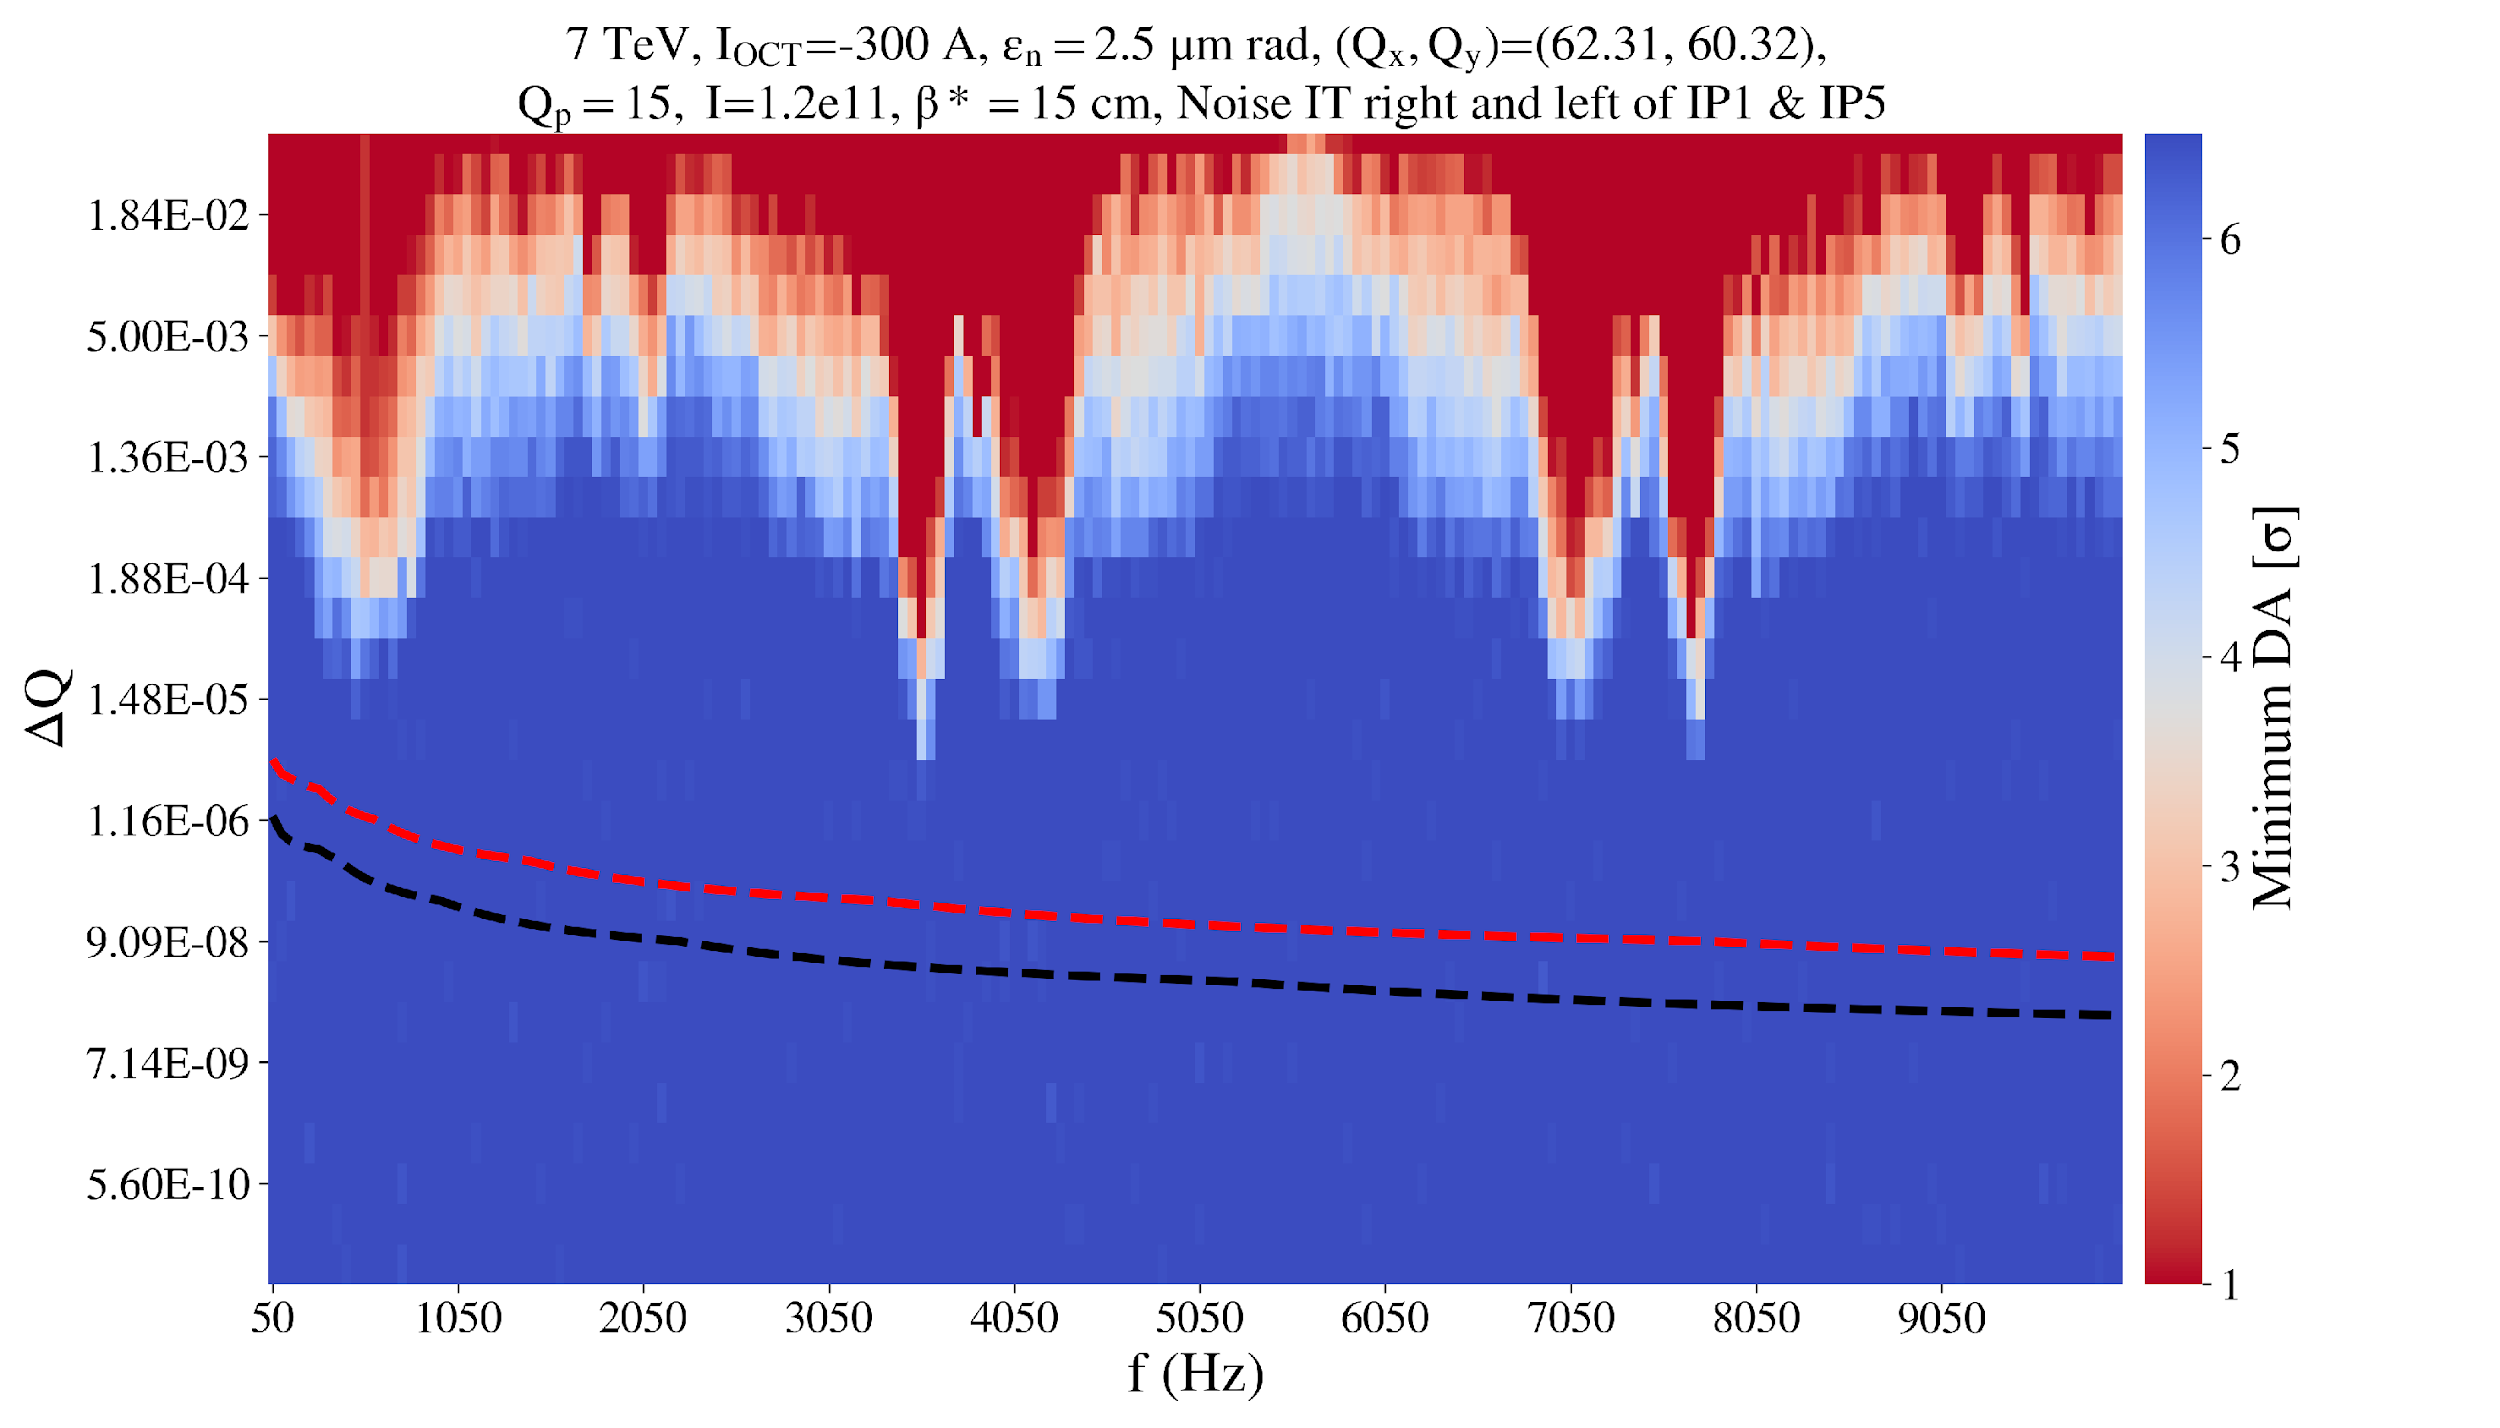 7 TeV, I_OCT=-300 A, ε_n = 2.5 μm rad, (Q_x, Q_y)=(62.31, 60.32),
Q_p = 15, I=1.2e11, β* = 15 cm, Noise IT right and left of IP1 & IP5
1.84E-02
5.00E-03
1.36E-03
1.88E-04
1.48E-05
1.16E-06
9.09E-08
7.14E-09
5.60E-10
ΔQ
50 1050 2050 3050 4050 5050 6050 7050 8050 9050
f (Hz)
6
5
4
3
2
1
Minimum DA [σ]